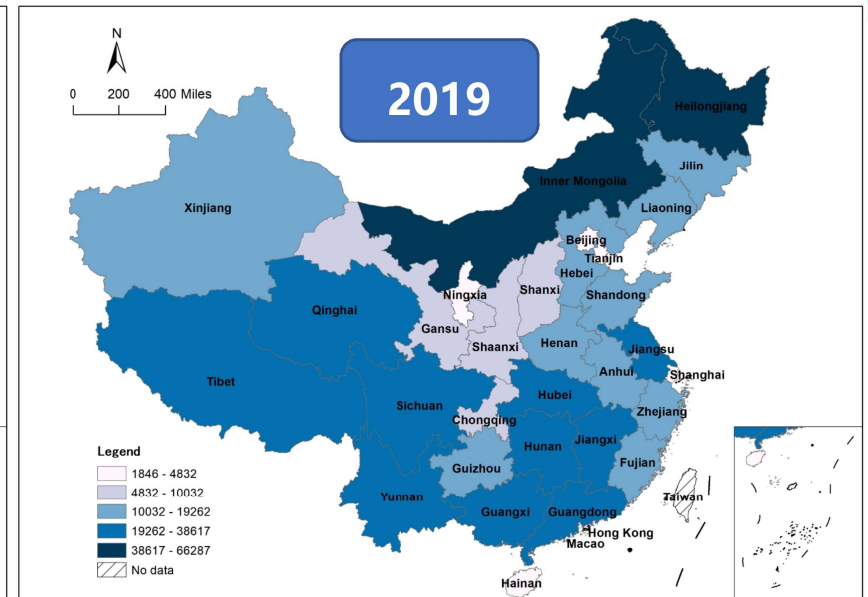 N
2019
0 200 400 Miles
Heilongjiang
Jilin
Inner Mongolia
Xinjiang
Liaoning
Beijing
Tianjin
Hebei
Ningxia
Shanxi
Shandong
Qinghai
Gansu
Shaanxi
Henan
Jiangsu
Anhui
Shanghai
Tibet
Sichuan
Hubei
Chongqing
Zhejiang
Hunan
Jiangxi
Guizhou
Fujian
Yunnan
Guangxi
Guangdong
Taiwan
Hong Kong
Macao
Hainan
Legend
1846 - 4832
4832 - 10032
10032 - 19262
19262 - 38617
38617 - 66287
No data